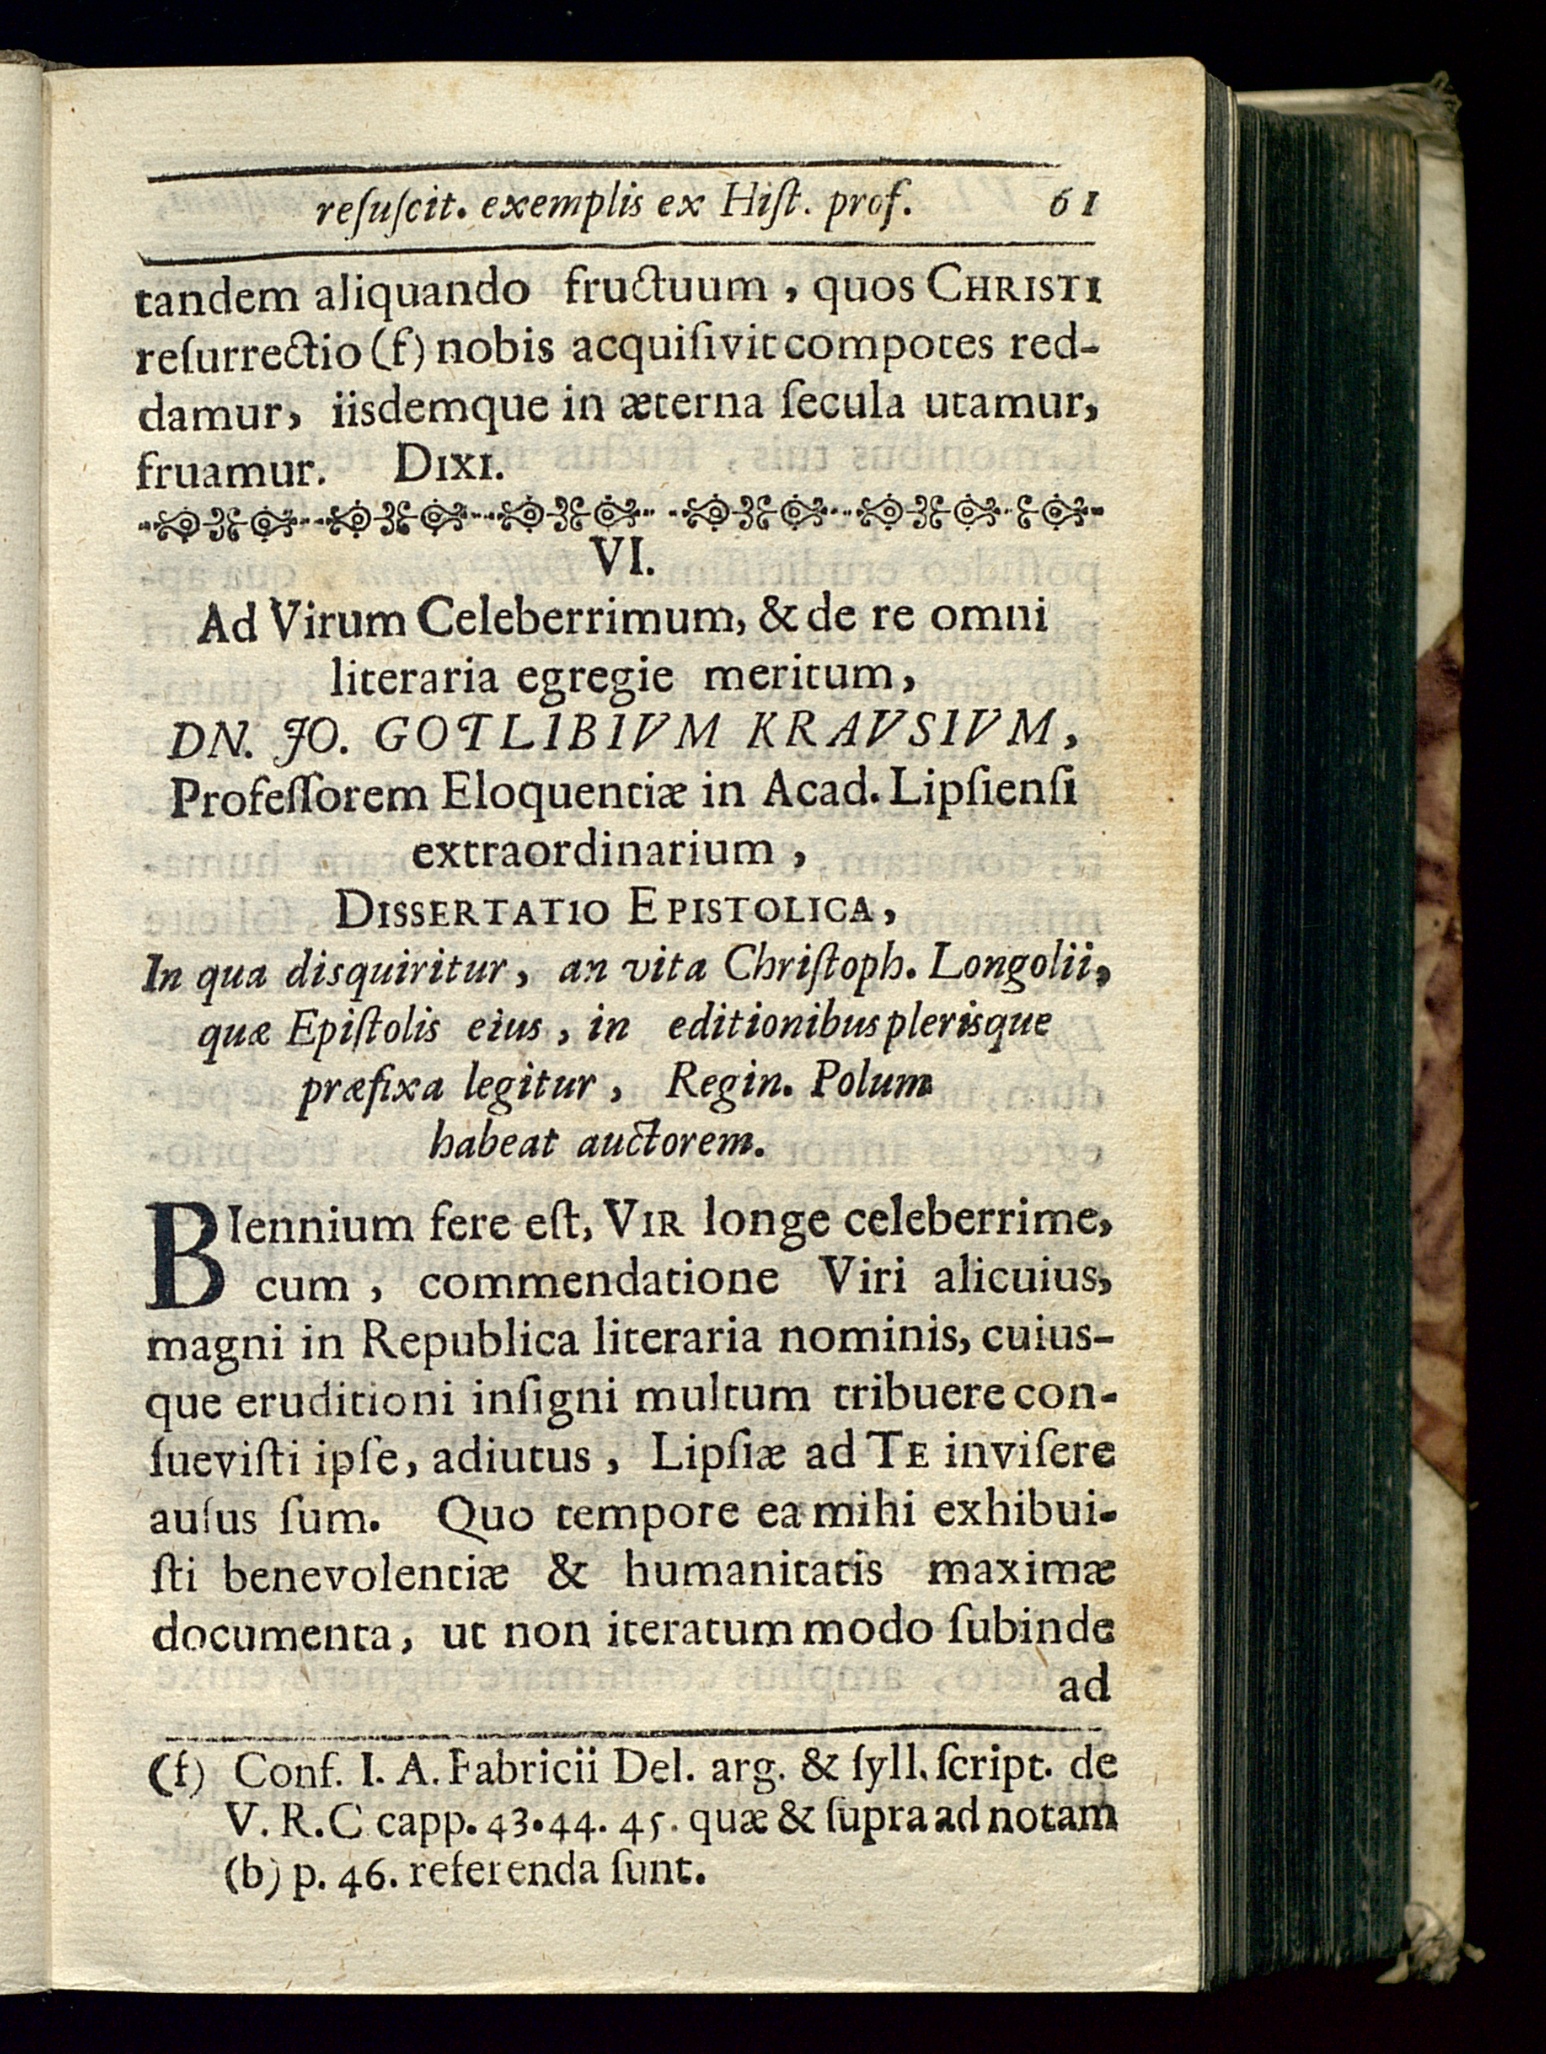 reſuſcit. exemplis ex Hiſt. prof. 61
tandem aliquando fructuum, quos CHRISTI
reſurrectio (f) nobis acquiſivit compotes red-
damur, iisdemque in æterna ſecula utamur,
fruamur. DIXI.
VI.
Ad Virum Celeberrimum, & de re omni
literaria egregie meritum,
DN. JO. GOTLIBIVM KRAVSIVM,
Profeſſorem Eloquentiæ in Acad. Lipſienſi
extraordinarium,
DISSERTATIO EPISTOLICA,
In qua disquiritur, an vita Chriſtoph. Longolii,
quæ Epiſtolis eius, in editionibus plerisque
præfixa legitur, Regin. Polum
habeat auctorem.
BIennium fere eſt, VIR longe celeberrime,
cum, commendatione Viri alicuius,
magni in Republica literaria nominis, cuius-
que eruditioni inſigni multum tribuere con-
ſueviſti ipſe, adiutus, Lipſiæ ad TE inviſere
auſus ſum. Quo tempore ea mihi exhibui-
ſti benevolentiæ & humanitatis maximæ
documenta, ut non iteratum modo ſubinde
ad
(f) Conf. I. A. Fabricii Del. arg. & ſyll. ſcript. de
V. R. C capp. 43. 44. 45. quæ & ſupra ad notam
(b) p. 46. referenda ſunt.